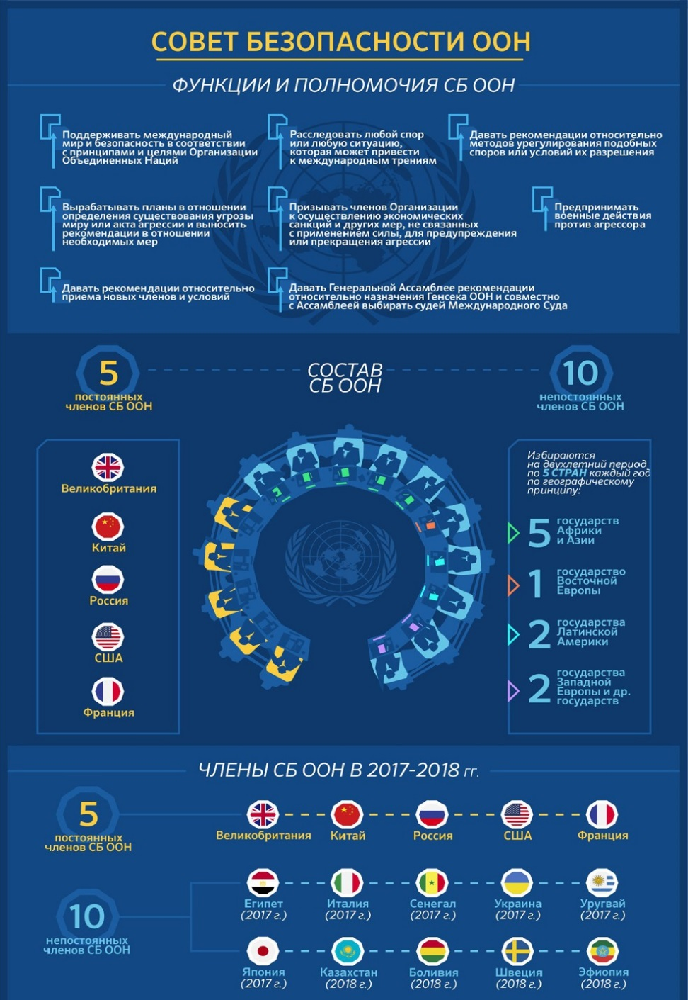 СОВЕТ БЕЗОПАСНОСТИ ООН
ФУНКЦИИ И ПОЛНОМОЧИЯ СБ ООН
Поддерживать международный
мир и безопасность в соответствии
с принципами и целями Организации
Объединенных Наций
Расследовать любой спор
или любую ситуацию,
которая может привести
к международным трениям
Давать рекомендации относительно
методов урегулирования подобных
споров или условий их разрешения
Вырабатывать планы в отношении
определения существования угрозы
миру или акта агрессии и выносить
рекомендации в отношении
необходимых мер
Призывать членов Организации
к осуществлению экономических
санкций и других мер, не связанных
с применением силы, для предупреждения
или прекращения агрессии
Предпринимать
военные действия
против агрессора
Давать рекомендации относительно
приема новых членов и условий
Давать Генеральной Ассамблее рекомендации
относительно назначения Генсека ООН и совместно
с Ассамблеей выбирать судей Международного Суда
5
постоянных
членов СБ ООН
СОСТАВ
СБ ООН
10
непостоянных
членов СБ ООН
Великобритания
Китай
Россия
США
Франция
Избираются
на двухлетний период
по 5 СТРАН каждый год
по географическому
принципу:
5
государств
Африки
и Азии
1
государство
Восточной
Европы
2
государства
Латинской
Америки
2
государства
Западной
Европы и др.
государств
ЧЛЕНЫ СБ ООН В 2017-2018 гг.
5
постоянных
членов СБ ООН
Великобритания
Китай
Россия
США
Франция
10
непостоянных
членов СБ ООН
Египет
(2017 г.)
Италия
(2017 г.)
Сенегал
(2017 г.)
Украина
(2017 г.)
Уругвай
(2017 г.)
Япония
(2017 г.)
Казахстан
(2018 г.)
Боливия
(2018 г.)
Швеция
(2018 г.)
Эфиопия
(2018 г.)